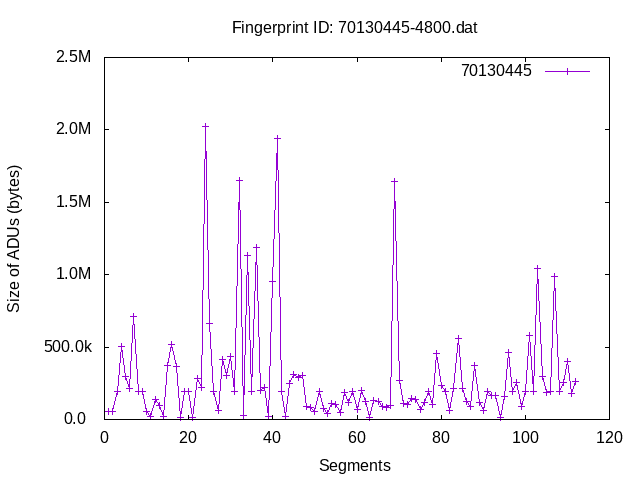 Fingerprint ID: 70130445-4800.dat
70130445
2.5M
2.0M
1.5M
1.0M
500.0k
0.0
Size of ADUs (bytes)
0 20 40 60 80 100 120
Segments